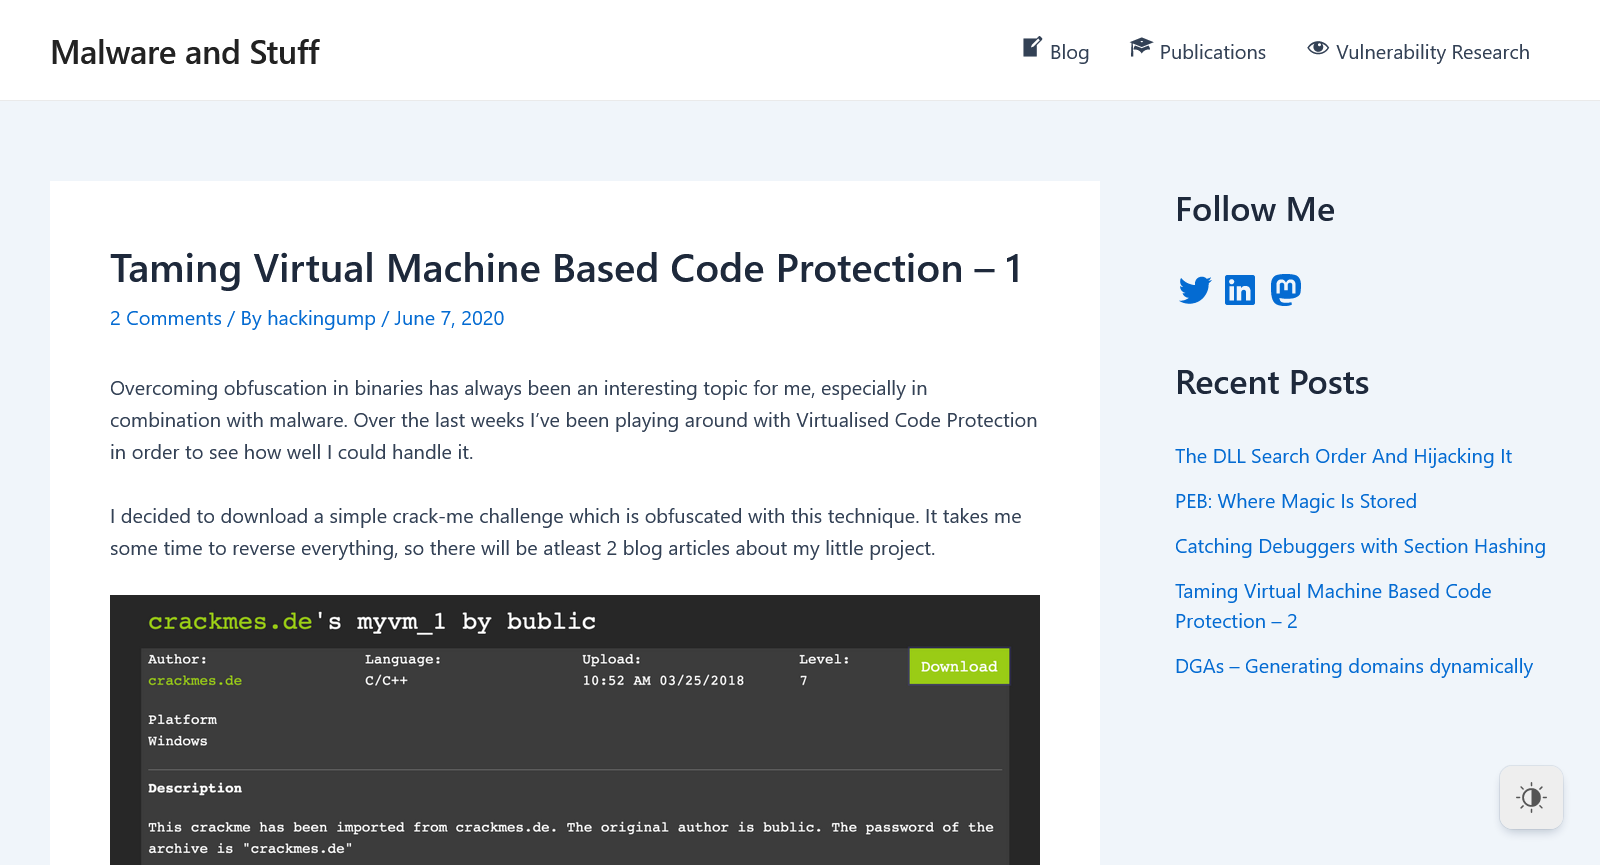 Malware and Stuff
Blog
Publications
Vulnerability Research
Taming Virtual Machine Based Code Protection – 1
2 Comments / By hackingump / June 7, 2020
Overcoming obfuscation in binaries has always been an interesting topic for me, especially in
combination with malware. Over the last weeks I’ve been playing around with Virtualised Code Protection
in order to see how well I could handle it.
I decided to download a simple crack-me challenge which is obfuscated with this technique. It takes me
some time to reverse everything, so there will be atleast 2 blog articles about my little project.
crackmes.de's myvm_1 by bublic
Author: Language: Upload: Level:
crackmes.de C/C++ 10:52 AM 03/25/2018 7
Download
Platform
Windows
Description
This crackme has been imported from crackmes.de. The original author is bublic. The password of the
archive is "crackmes.de"
Follow Me
Recent Posts
The DLL Search Order And Hijacking It
PEB: Where Magic Is Stored
Catching Debuggers with Section Hashing
Taming Virtual Machine Based Code
Protection – 2
DGAs – Generating domains dynamically